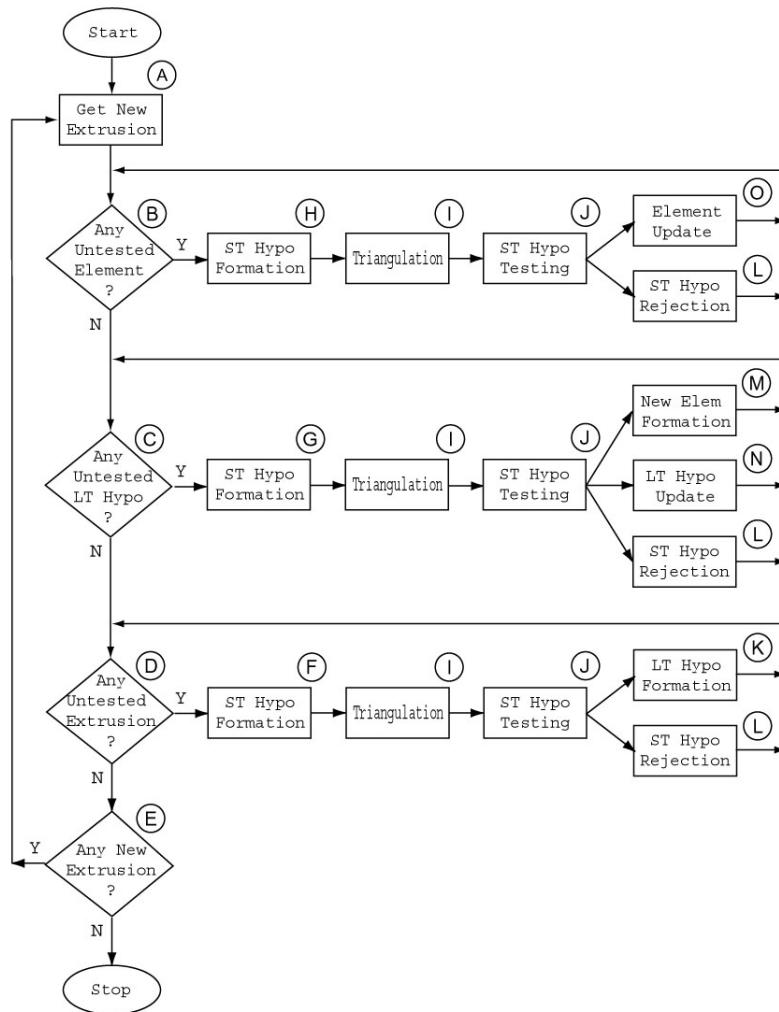 Start
A
Get New
Extrusion
B
Any
Untested
Element
?
Y
N
H
ST Hypo
Formation
I
Triangulation
J
ST Hypo
Testing
O
Element
Update
L
ST Hypo
Rejection
C
Any
Untested
LT Hypo
?
Y
N
G
ST Hypo
Formation
I
Triangulation
J
ST Hypo
Testing
M
New Elem
Formation
N
LT Hypo
Update
L
ST Hypo
Rejection
D
Any
Untested
Extrusion
?
Y
N
F
ST Hypo
Formation
I
Triangulation
J
ST Hypo
Testing
K
LT Hypo
Formation
L
ST Hypo
Rejection
E
Any New
Extrusion
?
Y
N
Stop